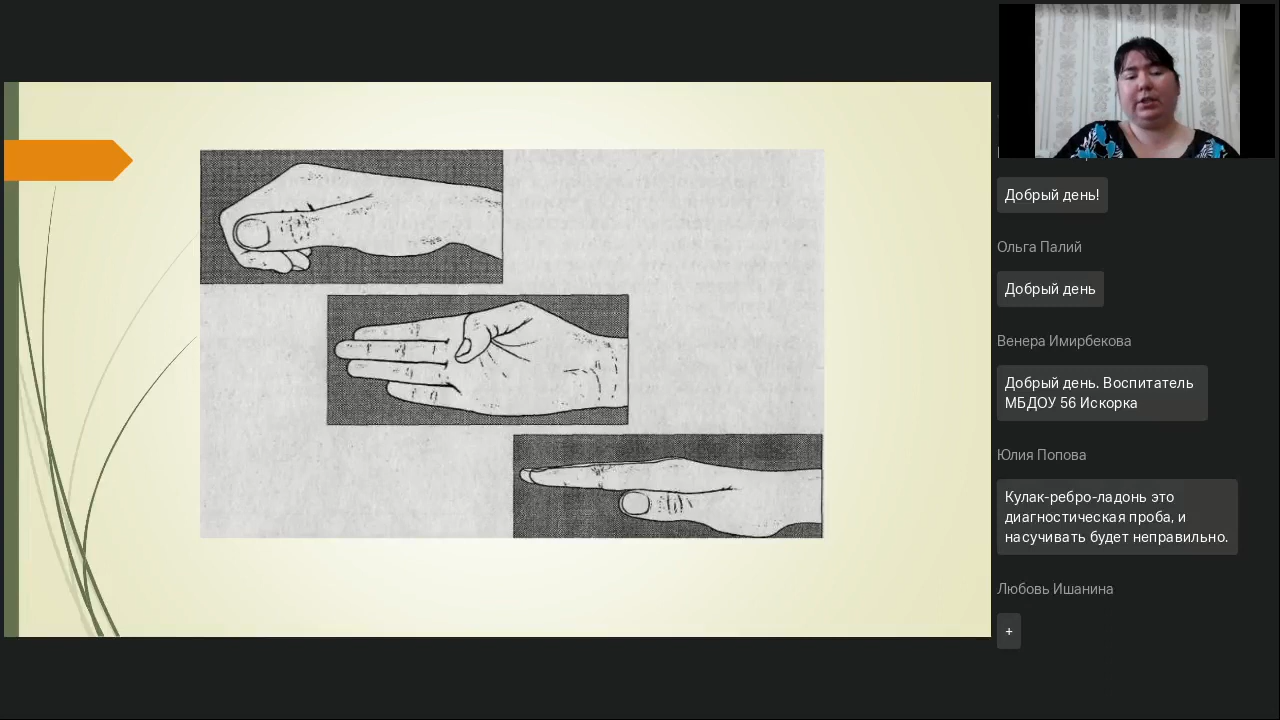 Добрый день!
Ольга Палий
Добрый день
Венера Имирбекова
Добрый день. Воспитатель
МБДОУ 56 Искорка
Юлия Попова
Кулак-ребро-ладонь это
диагностическая проба, и
насучивать будет неправильно.
Любовь Ишанина
+